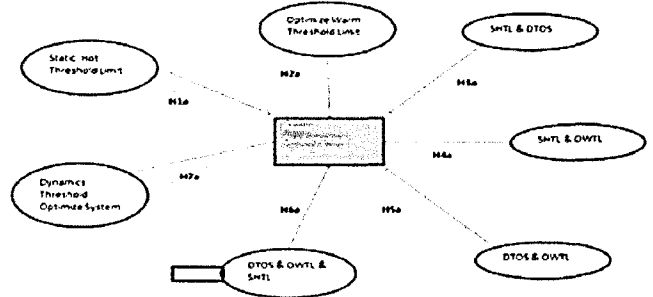 Optimize Warm
Threshold Limit
SHTL & DTOS
Static Hot
Threshold Limit
H2a
H3a
H1a
SHTL & OWTL
H4a
H7a
Dynamics
Threshold
Optimize System
H6a
H5a
DTOS & OWTL &
SHTL
DTOS & OWTL